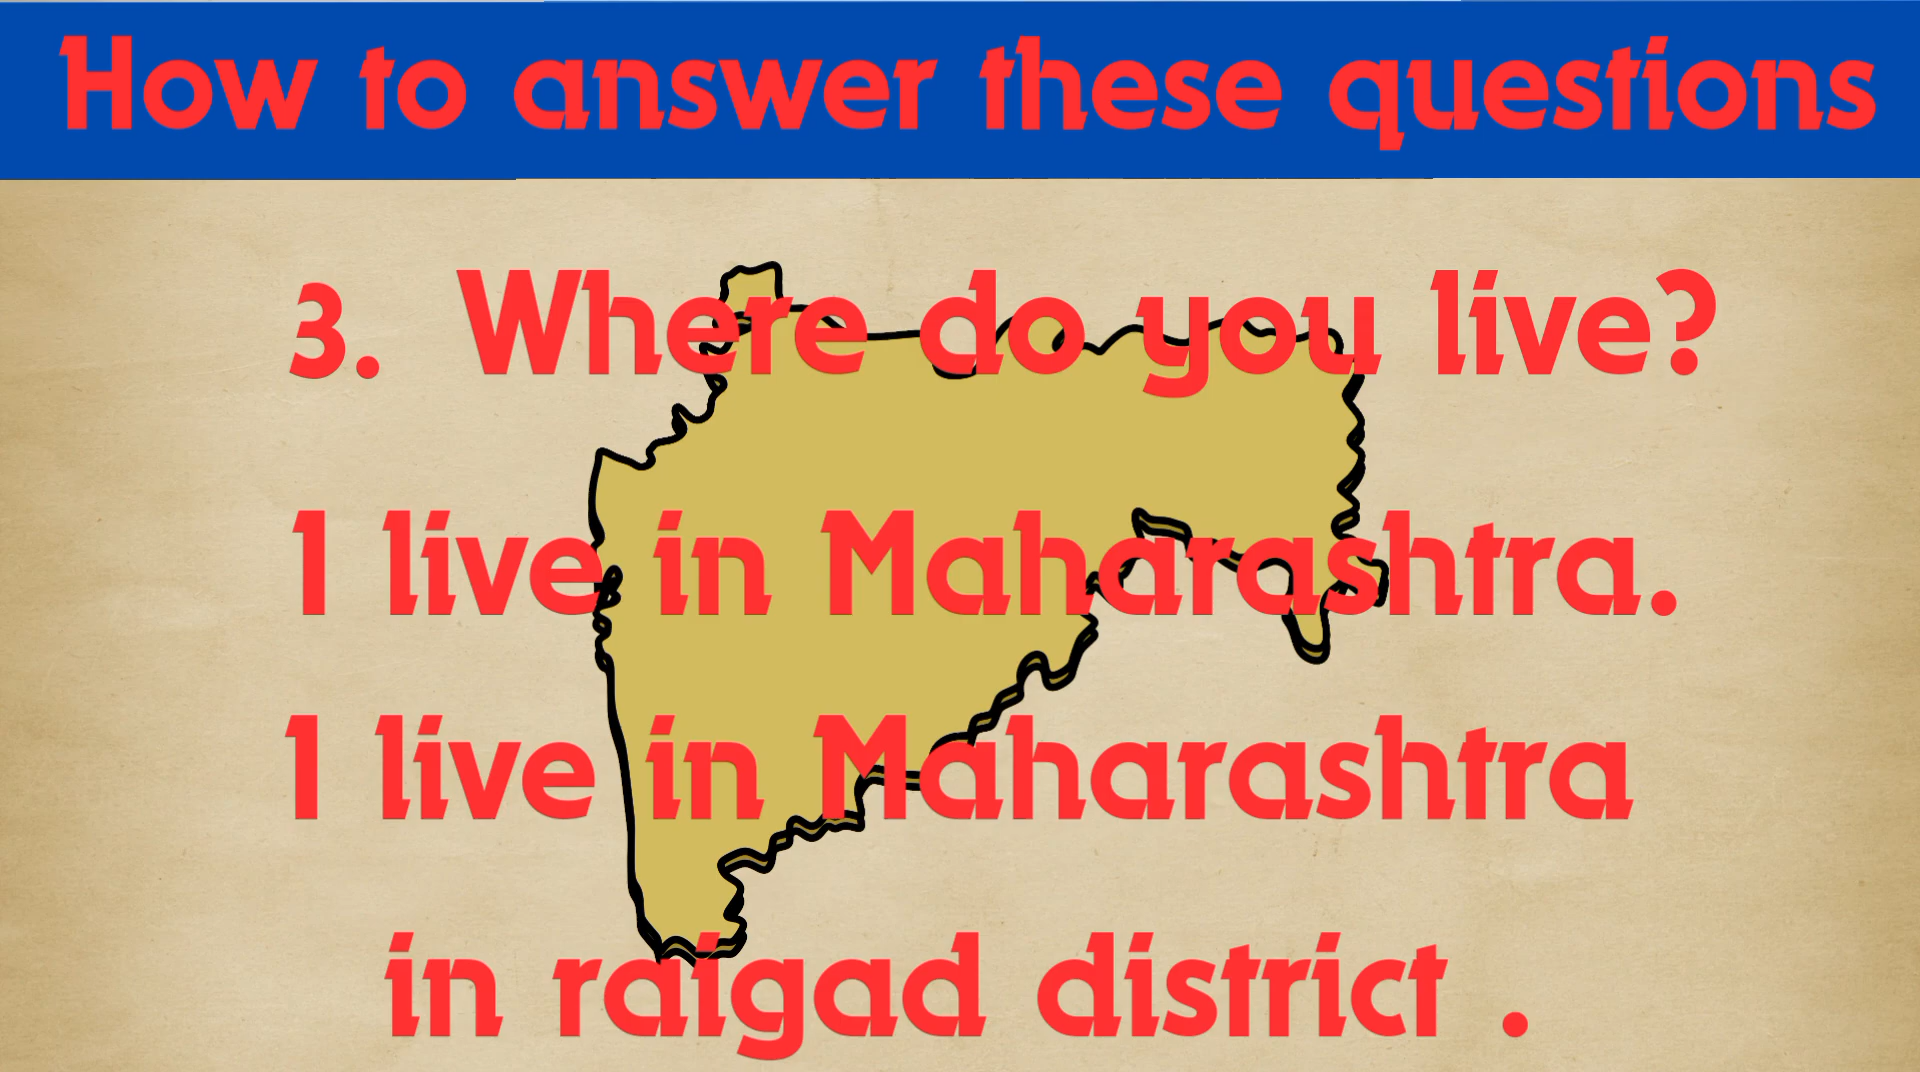 How to answer these questions
3. Where do you live?
I live in Maharashtra.
I live in Maharashtra
in raigad district .